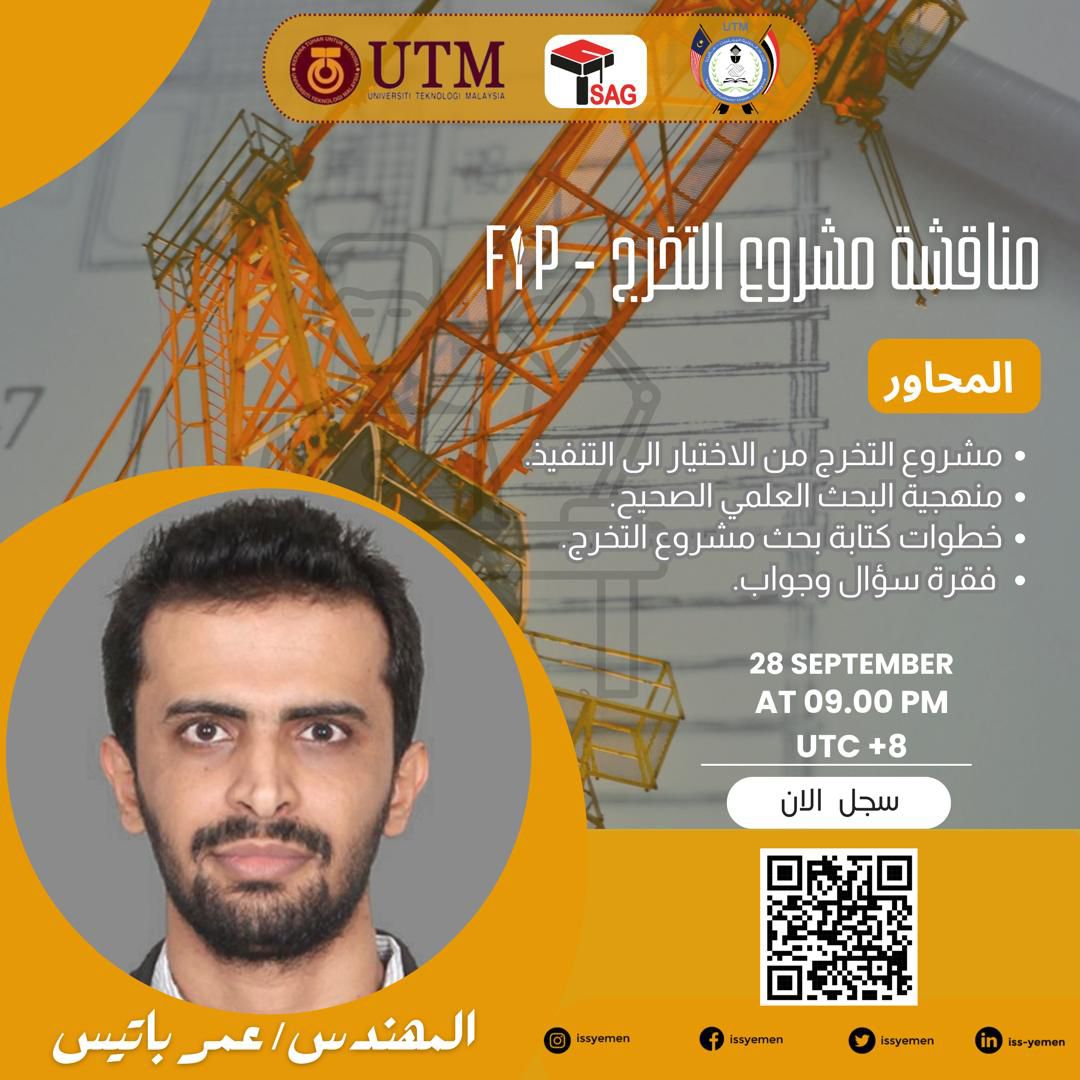 UTM
UNIVERSITI TEKNOLOGI MALAYSIA
SAG
UTM
مناقشة مشروع التخرج - FYP
المحاور
• مشروع التخرج من الاختيار الى التنفيذ.
• منهجية البحث العلمي الصحيح.
• خطوات كتابة بحث مشروع التخرج.
• فقرة سؤال وجواب.
28 SEPTEMBER
AT 09.00 PM
UTC +8
سجل الان
المهندس/ عمر باتيس
issyemen
issyemen
issyemen
iss-yemen